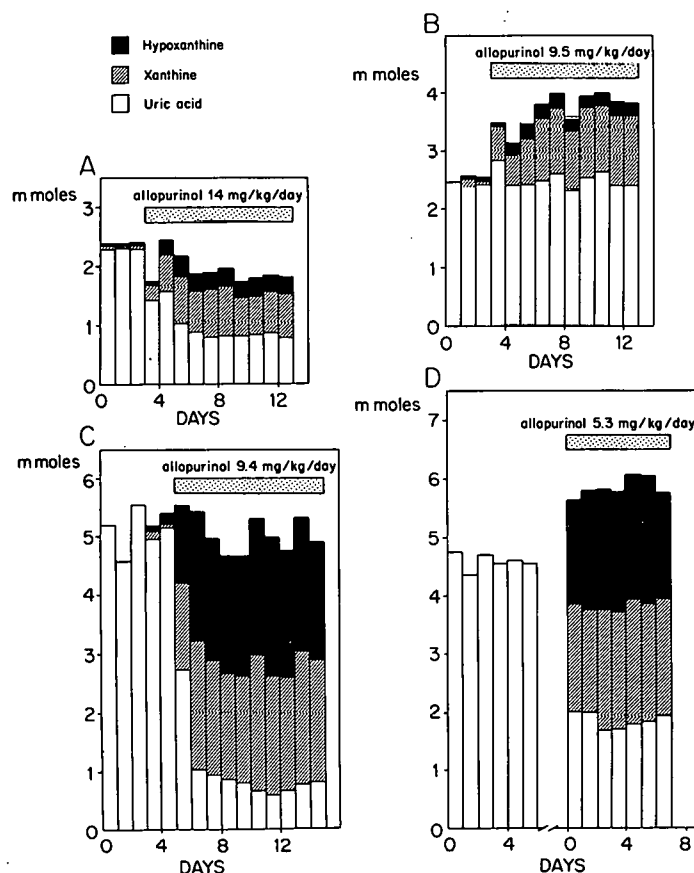 Hypoxanthine
Xanthine
Uric acid
A
m moles
allopurinol 14 mg/kg/day
3
2
1
0
0 4 8 12
DAYS
B
m moles
allopurinol 9.5 mg/kg/day
5
4
3
2
1
0
0 4 8 12
DAYS
C
m moles
allopurinol 9.4 mg/kg/day
6
5
4
3
2
1
0
0 4 8 12
DAYS
D
m moles
allopurinol 5.3 mg/kg/day
7
6
5
4
3
2
1
0
0 4 0 4 8
DAYS DAYS